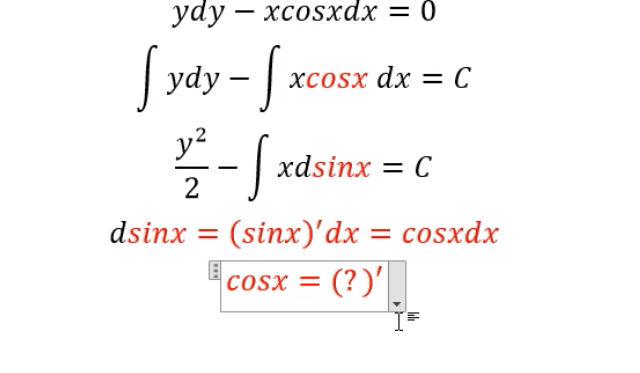 ydy − xcosxdx = 0
∫ ydy − ∫ xcosx dx = C
y²/2 − ∫ xdsinx = C
dsinx = (sinx)′dx = cosxdx
cosx = (?)′